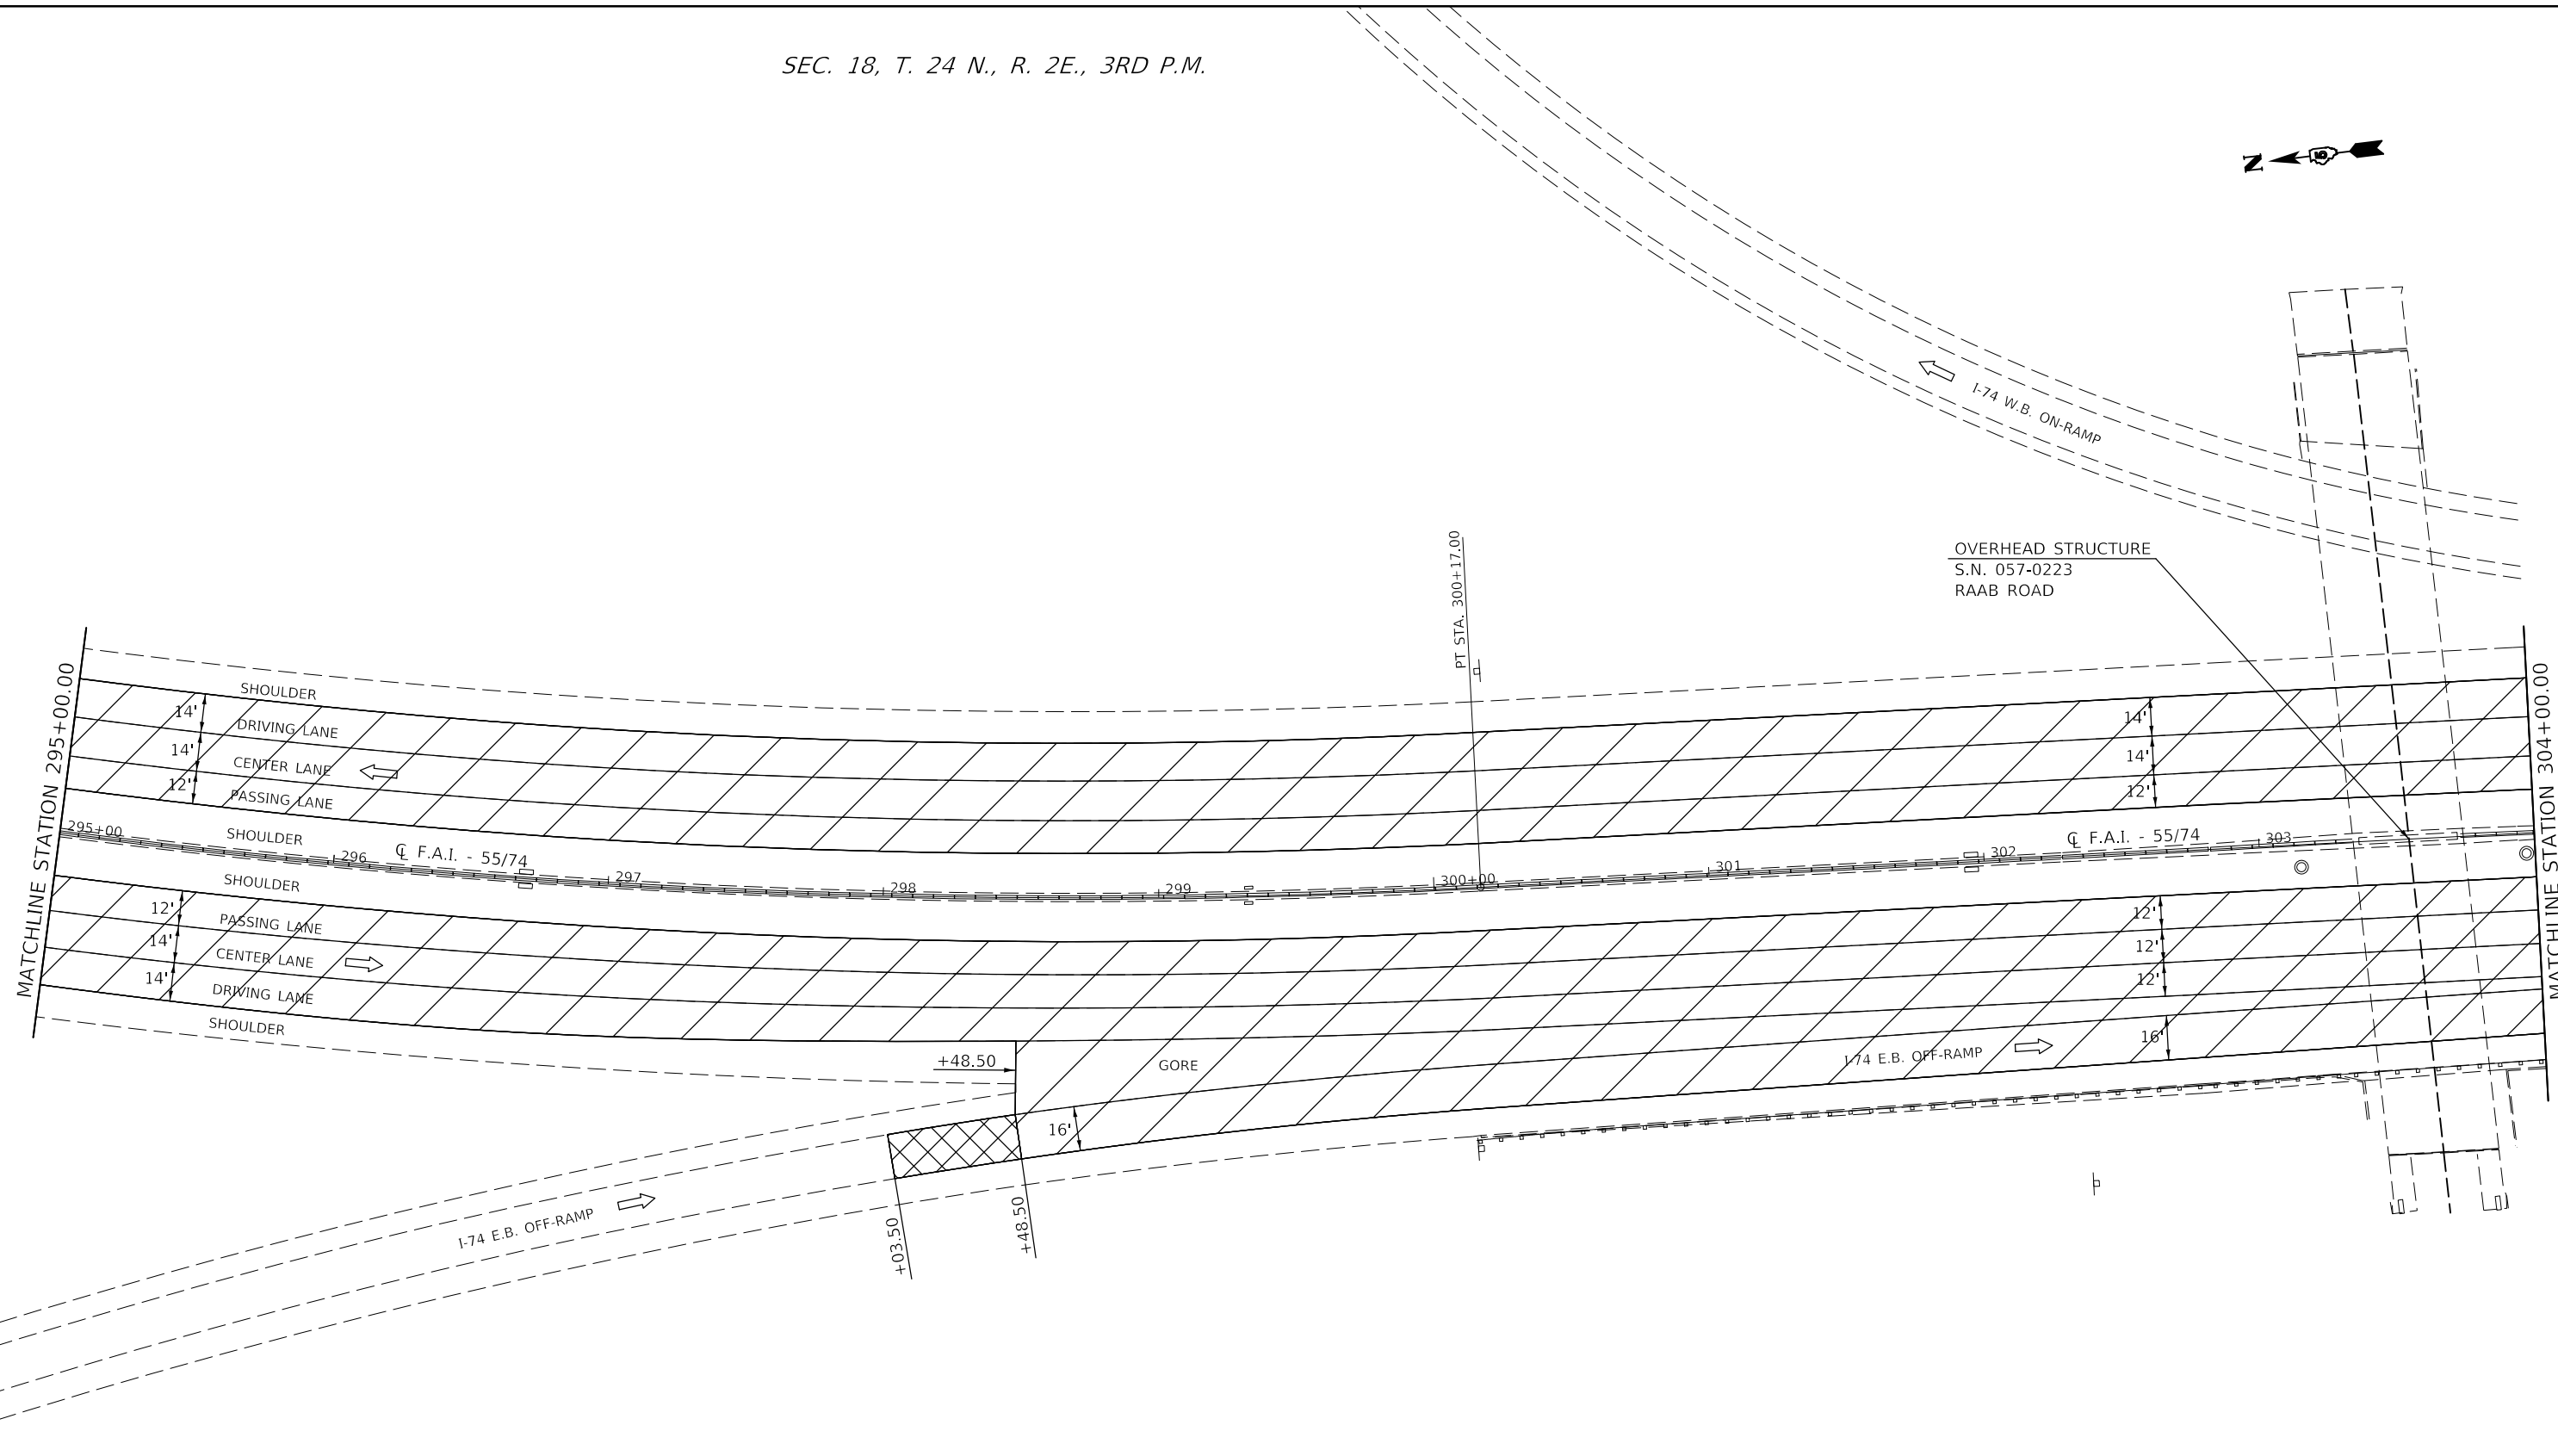 SEC. 18, T. 24 N., R. 2E., 3RD P.M.
N
I-74 W.B. ON-RAMP
OVERHEAD STRUCTURE
S.N. 057-0223
RAAB ROAD
PT STA. 300+17.00
MATCHLINE STATION 295+00.00
MATCHLINE STATION 304+00.00
SHOULDER
14'
DRIVING LANE
14'
CENTER LANE
12'
PASSING LANE
SHOULDER
14'
14'
12'
295+00
296
℄ F.A.I. - 55/74
297
298
299
300+00
301
302
℄ F.A.I. - 55/74
303
SHOULDER
12'
PASSING LANE
14'
CENTER LANE
14'
DRIVING LANE
SHOULDER
12'
12'
12'
16'
+48.50
GORE
I-74 E.B. OFF-RAMP
16'
I-74 E.B. OFF-RAMP
+03.50
+48.50